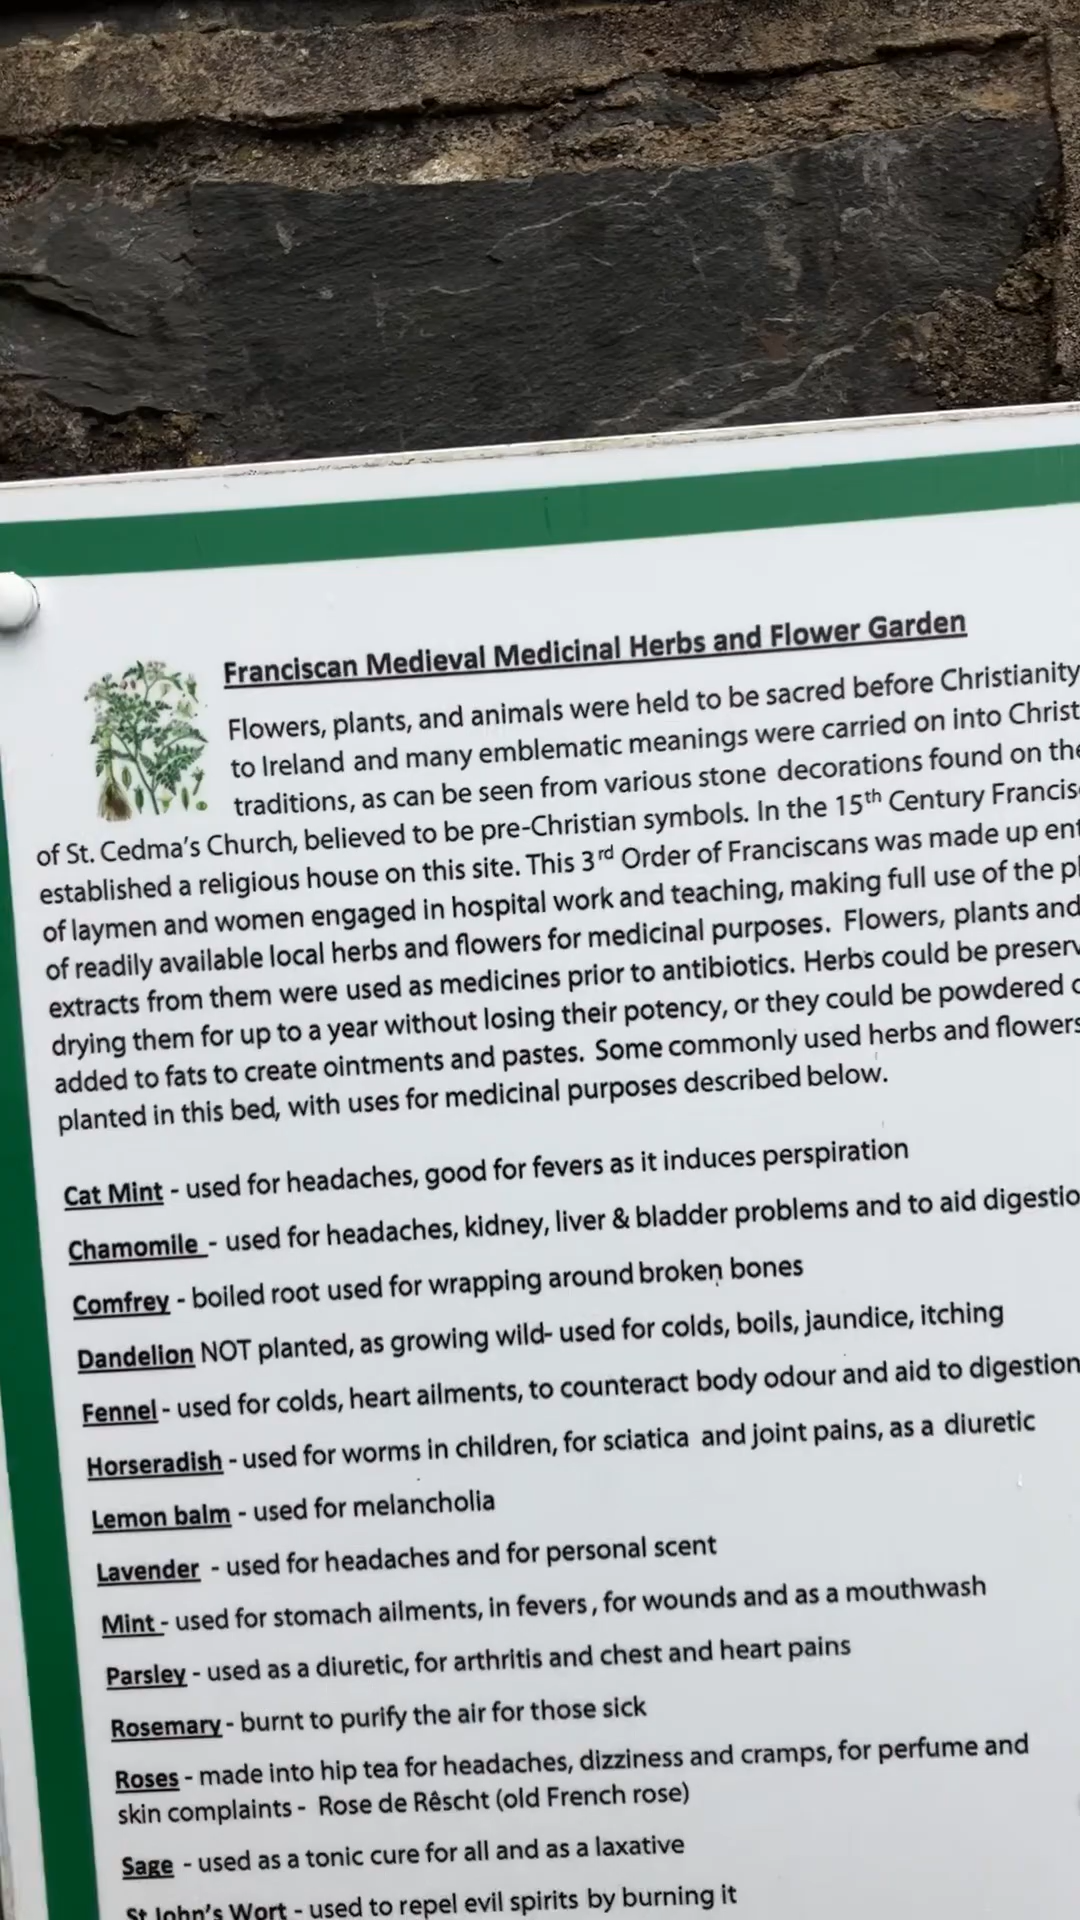 Franciscan Medieval Medicinal Herbs and Flower Garden
Flowers, plants, and animals were held to be sacred before Christianity
to Ireland and many emblematic meanings were carried on into Christ
traditions, as can be seen from various stone decorations found on the
of St. Cedma's Church, believed to be pre-Christian symbols. In the 15th Century Francis
established a religious house on this site. This 3rd Order of Franciscans was made up ent
of laymen and women engaged in hospital work and teaching, making full use of the pl
of readily available local herbs and flowers for medicinal purposes. Flowers, plants and
extracts from them were used as medicines prior to antibiotics. Herbs could be preserv
drying them for up to a year without losing their potency, or they could be powdered o
added to fats to create ointments and pastes. Some commonly used herbs and flowers
planted in this bed, with uses for medicinal purposes described below.
Cat Mint - used for headaches, good for fevers as it induces perspiration
Chamomile - used for headaches, kidney, liver & bladder problems and to aid digestio
Comfrey - boiled root used for wrapping around broken bones
Dandelion NOT planted, as growing wild- used for colds, boils, jaundice, itching
Fennel - used for colds, heart ailments, to counteract body odour and aid to digestion
Horseradish - used for worms in children, for sciatica and joint pains, as a diuretic
Lemon balm - used for melancholia
Lavender - used for headaches and for personal scent
Mint - used for stomach ailments, in fevers, for wounds and as a mouthwash
Parsley - used as a diuretic, for arthritis and chest and heart pains
Rosemary - burnt to purify the air for those sick
Roses - made into hip tea for headaches, dizziness and cramps, for perfume and
skin complaints - Rose de Rêscht (old French rose)
Sage - used as a tonic cure for all and as a laxative
St John's Wort - used to repel evil spirits by burning it